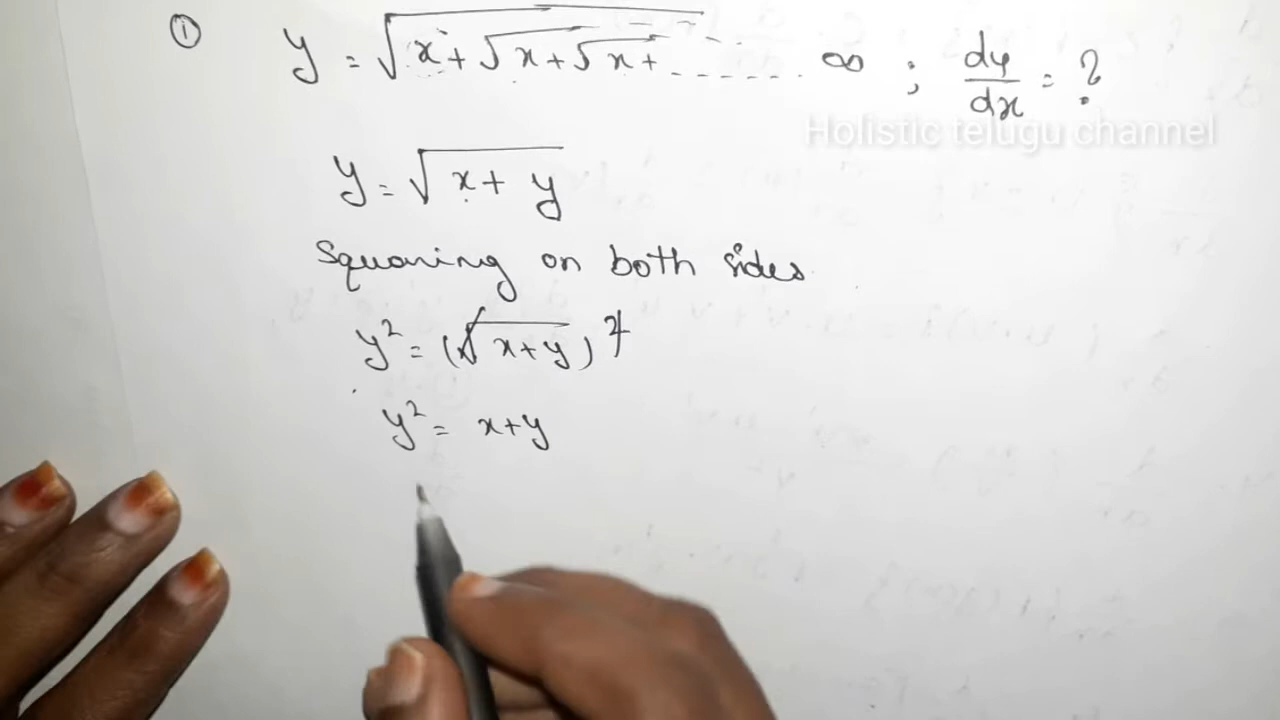 ① y = √x + √x + √x + ------- ∞ ; dy/dx = ?
Holistic telugu channel
y = √x + y
Squaring on both sides
y² = (√x+y)²
y² = x+y